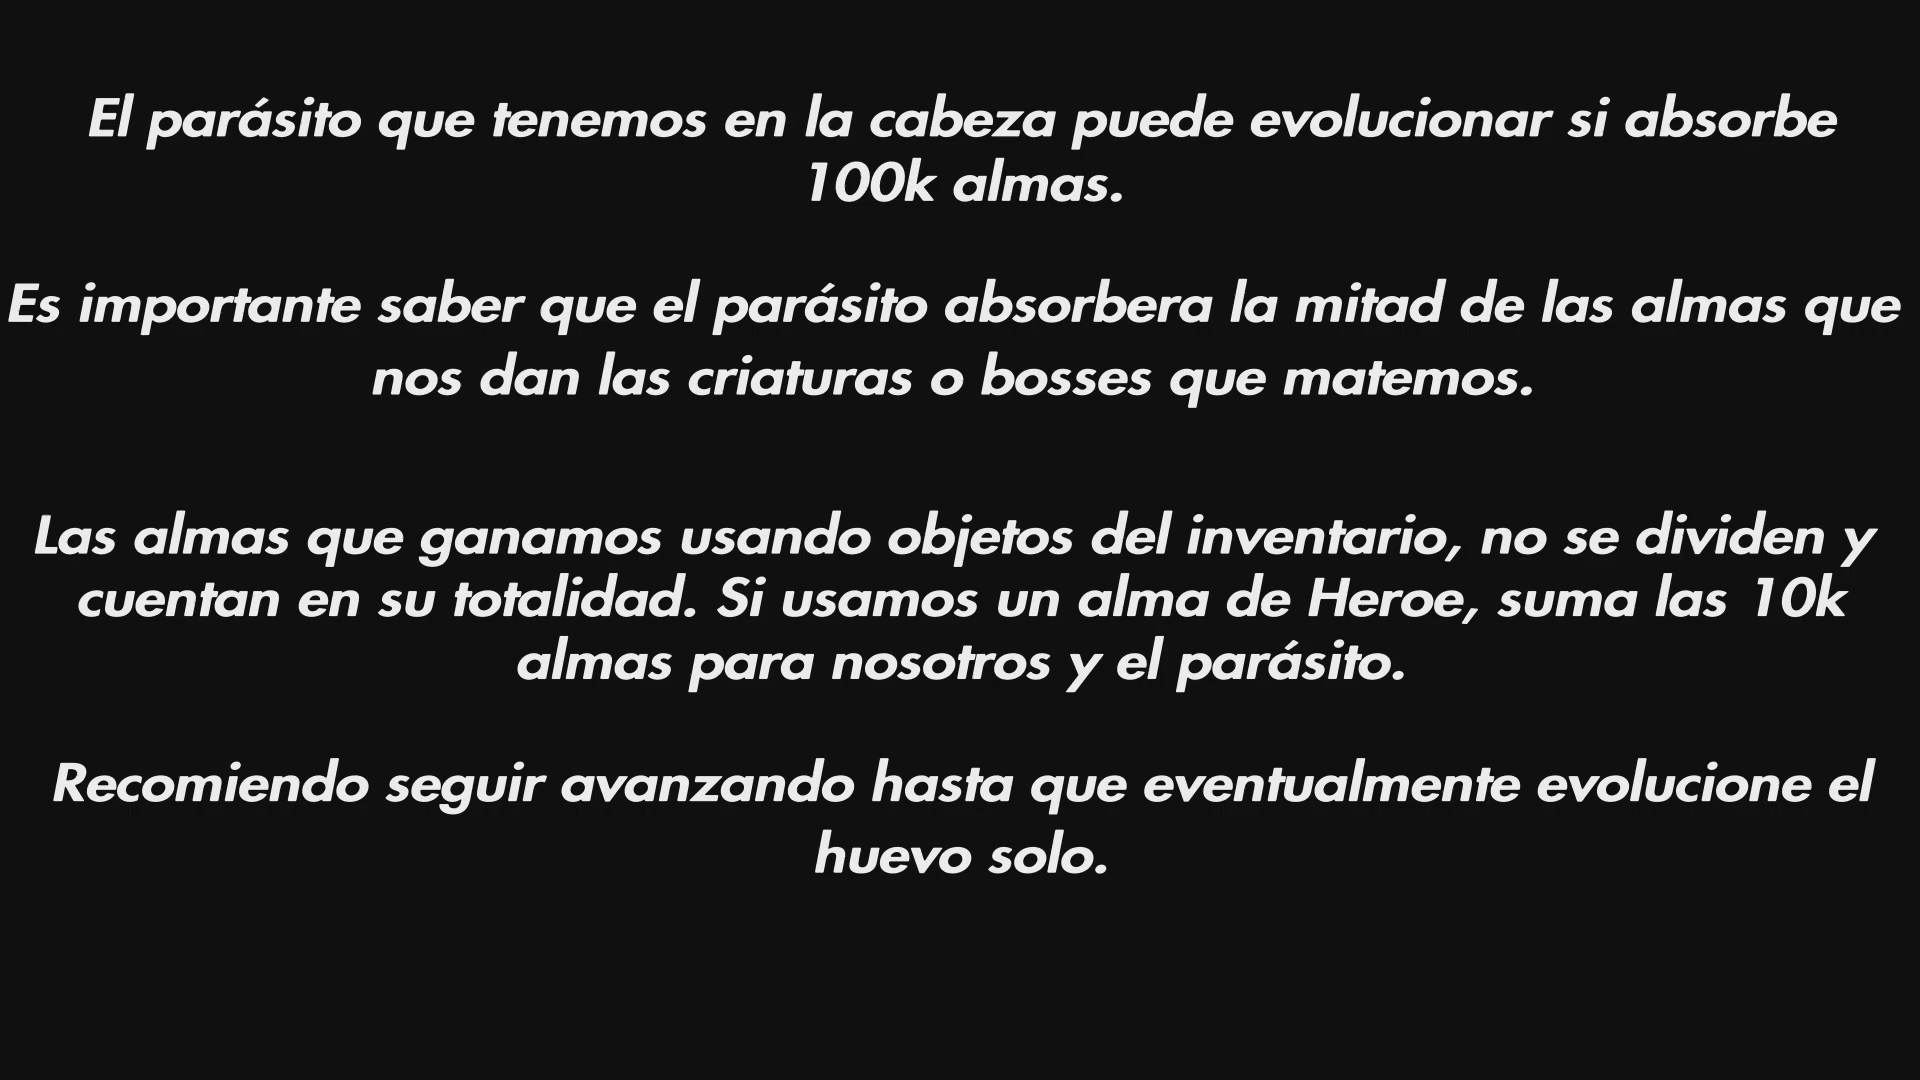 El parásito que tenemos en la cabeza puede evolucionar si absorbe
100k almas.
Es importante saber que el parásito absorbera la mitad de las almas que
nos dan las criaturas o bosses que matemos.
Las almas que ganamos usando objetos del inventario, no se dividen y
cuentan en su totalidad. Si usamos un alma de Heroe, suma las 10k
almas para nosotros y el parásito.
Recomiendo seguir avanzando hasta que eventualmente evolucione el
huevo solo.